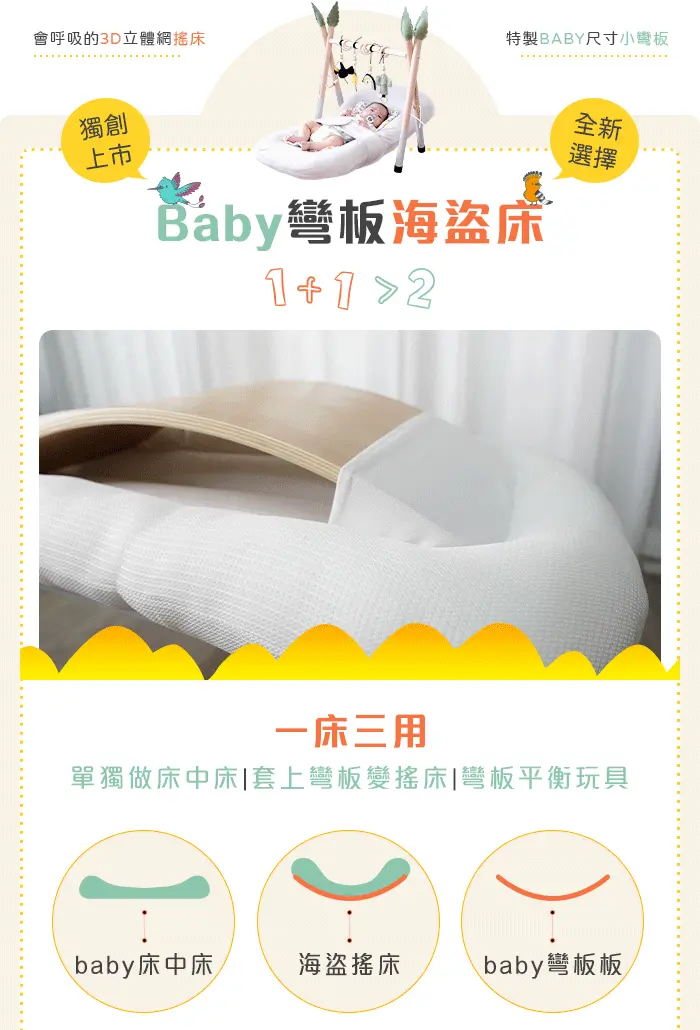 會呼吸的3D立體網搖床
特製BABY尺寸小彎板
獨創
上市
全新
選擇
Baby彎板海盜床
1+1>2
一床三用
單獨做床中床|套上彎板變搖床|彎板平衡玩具
baby床中床
海盜搖床
baby彎板板